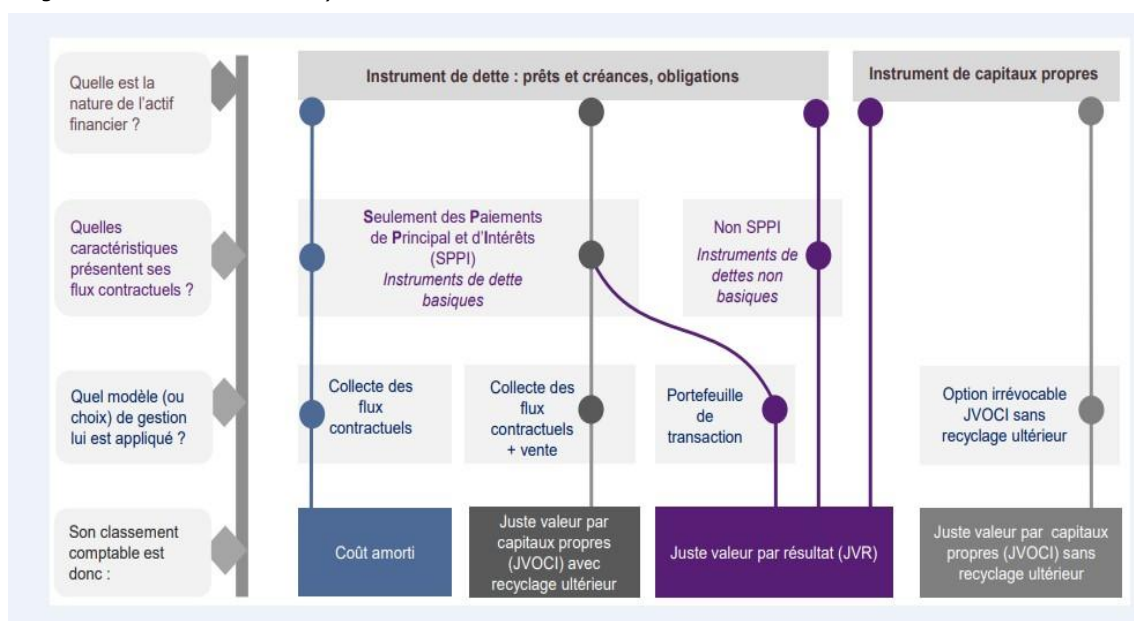 Quelle est la
nature de l'actif
financier ?
Instrument de dette : prêts et créances, obligations
Instrument de capitaux propres
Quelles
caractéristiques
présentent ses
flux contractuels ?
Seulement des Paiements
de Principal et d'Intérêts
(SPPI)
Instruments de dette
basiques
Non SPPI
Instruments de
dettes non
basiques
Quel modèle (ou
choix) de gestion
lui est appliqué ?
Collecte des
flux
contractuels
Collecte des
flux
contractuels
+ vente
Portefeuille
de
transaction
Option irrévocable
JVOCI sans
recyclage ultérieur
Son classement
comptable est
donc :
Coût amorti
Juste valeur par
capitaux propres
(JVOCI) avec
recyclage ultérieur
Juste valeur par résultat (JVR)
Juste valeur par capitaux
propres (JVOCI) sans
recyclage ultérieur